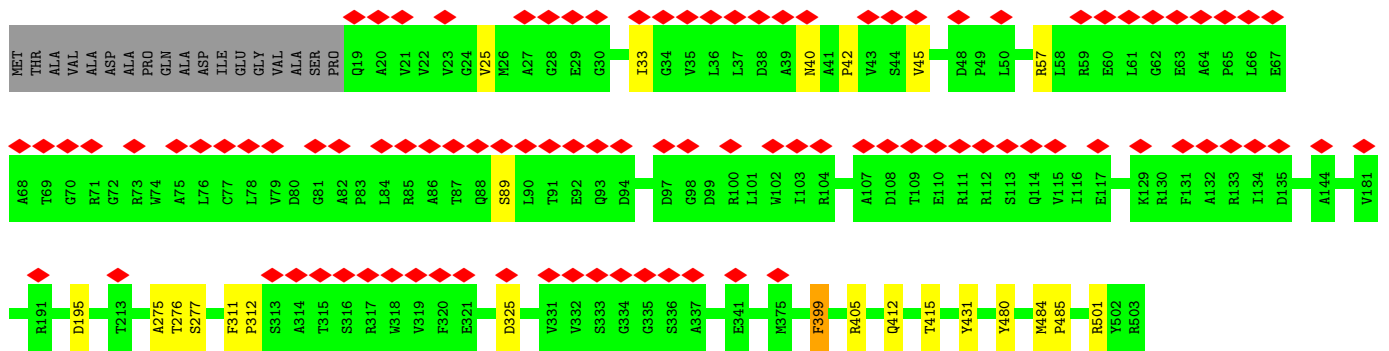 MET THR ALA VAL ALA ASP ALA PRO GLN ALA ASP ILE GLU GLY VAL ALA SER PRO Q19 A20 V21 V22 V23 G24 V25 M26 A27 G28 E29 G30 I33 G34 V35 L36 L37 D38 A39 N40 A41 P42 V43 S44 V45 D48 P49 L50 R57 L58 R59 E60 L61 G62 E63 A64 P65 L66 E67
A68 T69 G70 R71 G72 R73 W74 A75 L76 C77 L78 V79 D80 G81 A82 P83 L84 R85 A86 T87 Q88 S89 L90 T91 E92 Q93 D94 D97 G98 D99 R100 L101 W102 I103 R104 A107 D108 T109 E110 R111 R112 S113 Q114 V115 I116 E117 K129 R130 F131 A132 R133 I134 D135 A144 V181
R191 D195 T213 A275 T276 S277 F311 P312 S313 A314 T315 S316 R317 W318 V319 F320 E321 D325 V331 V332 S333 G334 G335 S336 A337 E341 M375 F399 R405 Q412 T415 Y431 Y480 M484 P485 R501 Y502 R503